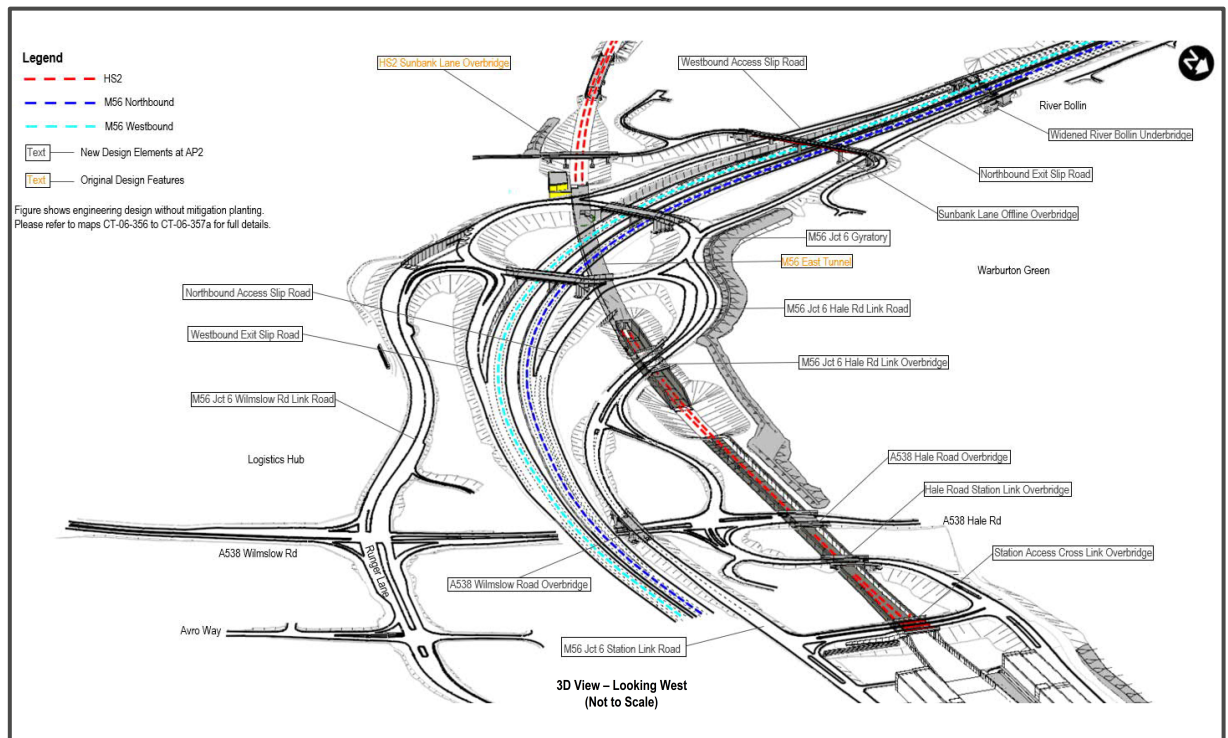 Legend
HS2
M56 Northbound
M56 Westbound
Text
New Design Elements at AP2
Text
Original Design Features
Figure shows engineering design without mitigation planting.
Please refer to maps CT-06-356 to CT-06-357a for full details.
HS2 Sunbank Lane Overbridge
Westbound Access Slip Road
N
River Bollin
Widened River Bollin Underbridge
Northbound Exit Slip Road
Sunbank Lane Offline Overbridge
M56 Jct 6 Gyratory
M56 East Tunnel
Warburton Green
Northbound Access Slip Road
M56 Jct 6 Hale Rd Link Road
Westbound Exit Slip Road
M56 Jct 6 Hale Rd Link Overbridge
M56 Jct 6 Wilmslow Rd Link Road
Logistics Hub
A538 Hale Road Overbridge
Hale Road Station Link Overbridge
A538 Hale Rd
A538 Wilmslow Rd
Runger Lane
Station Access Cross Link Overbridge
A538 Wilmslow Road Overbridge
Avro Way
M56 Jct 6 Station Link Road
3D View – Looking West
(Not to Scale)